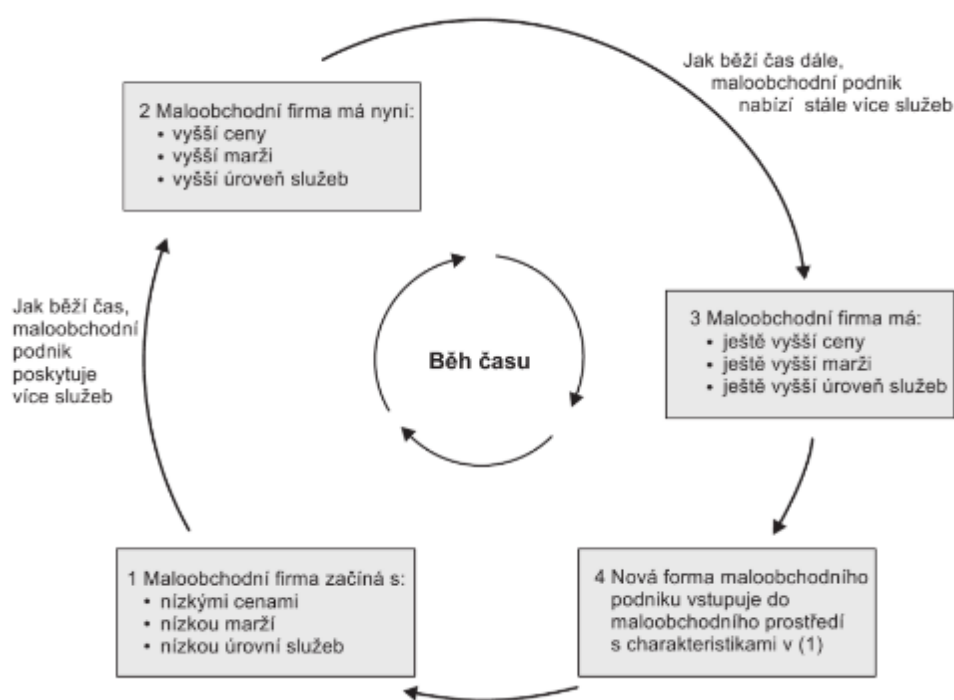 Jak běží čas dále,
maloobchodní podnik
nabízí stále více služeb
2 Maloobchodní firma má nyní:
• vyšší ceny
• vyšší marži
• vyšší úroveň služeb
Jak běží čas,
maloobchodní
podnik
poskytuje
více služeb
Běh času
3 Maloobchodní firma má:
• ještě vyšší ceny
• ještě vyšší marži
• ještě vyšší úroveň služeb
1 Maloobchodní firma začíná s:
• nízkými cenami
• nízkou marží
• nízkou úrovní služeb
4 Nová forma maloobchodního
podniku vstupuje do
maloobchodního prostředí
s charakteristikami v (1)